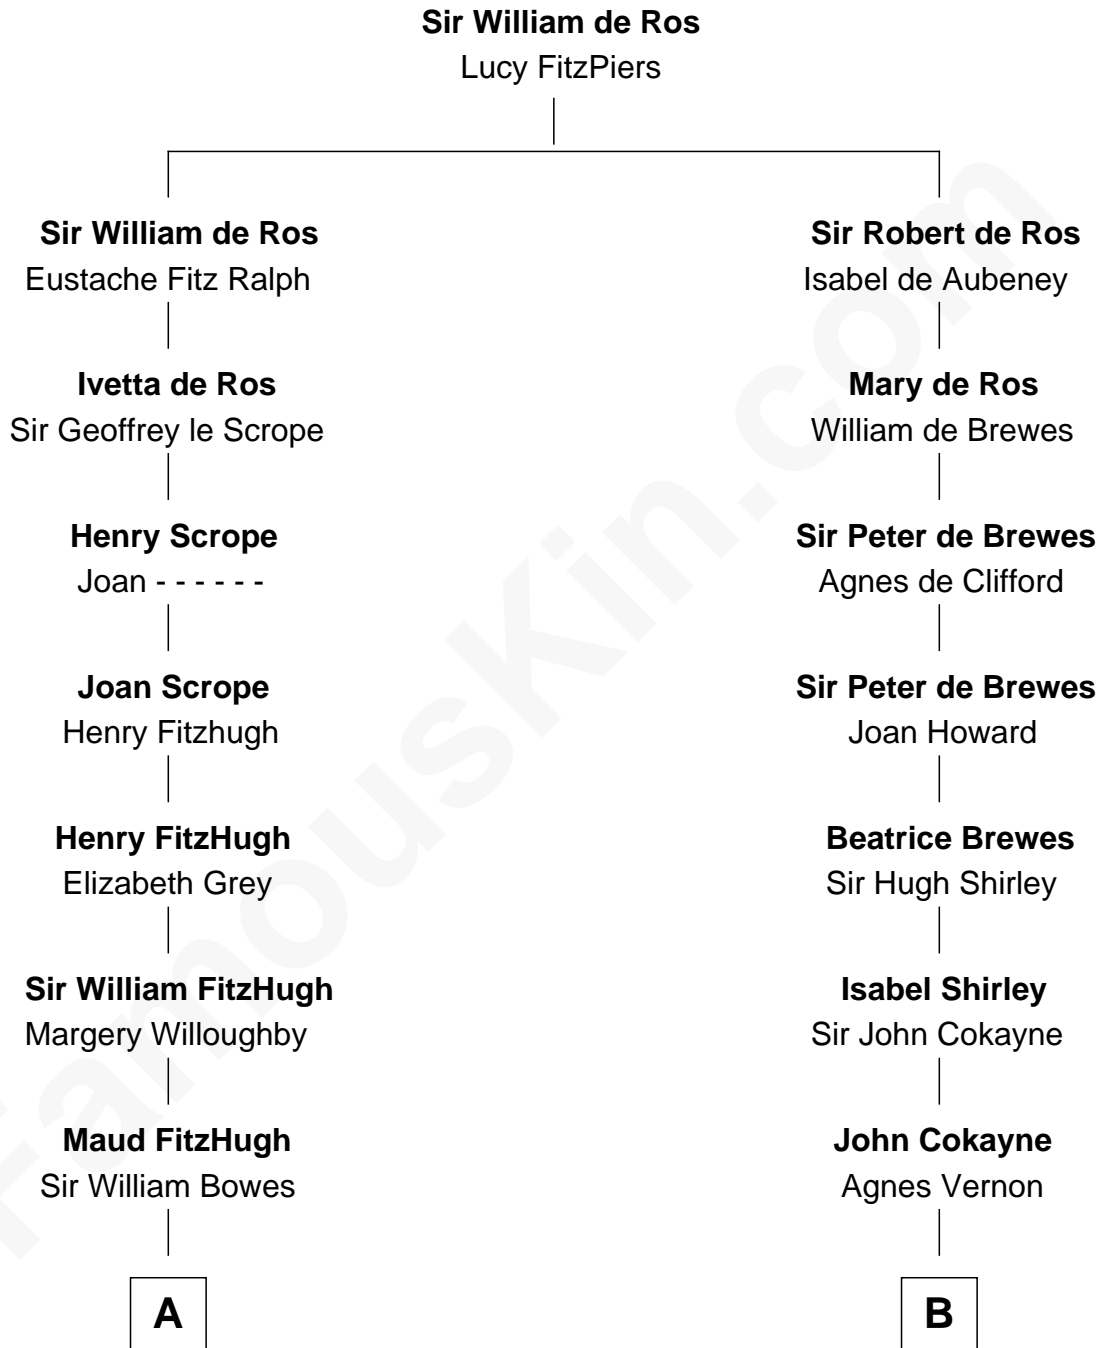 Sir William de Ros
Lucy FitzPiers
Sir William de Ros
Eustache Fitz Ralph
Ivetta de Ros
Sir Geoffrey le Scrope
Henry Scrope
Joan - - - - - -
Joan Scrope
Henry Fitzhugh
Henry FitzHugh
Elizabeth Grey
Sir William FitzHugh
Margery Willoughby
Maud FitzHugh
Sir William Bowes
A
Sir Robert de Ros
Isabel de Aubeney
Mary de Ros
William de Brewes
Sir Peter de Brewes
Agnes de Clifford
Sir Peter de Brewes
Joan Howard
Beatrice Brewes
Sir Hugh Shirley
Isabel Shirley
Sir John Cokayne
John Cokayne
Agnes Vernon
B
FamousKin.com